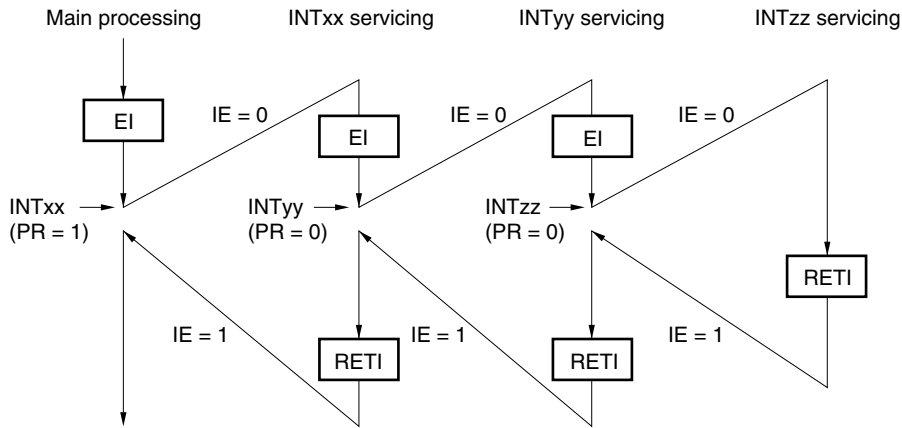 Main processing
INTxx servicing
INTyy servicing
INTzz servicing
EI
IE = 0
EI
IE = 0
EI
IE = 0
INTxx
(PR = 1)
INTyy
(PR = 0)
INTzz
(PR = 0)
RETI
IE = 1
RETI
IE = 1
RETI
IE = 1